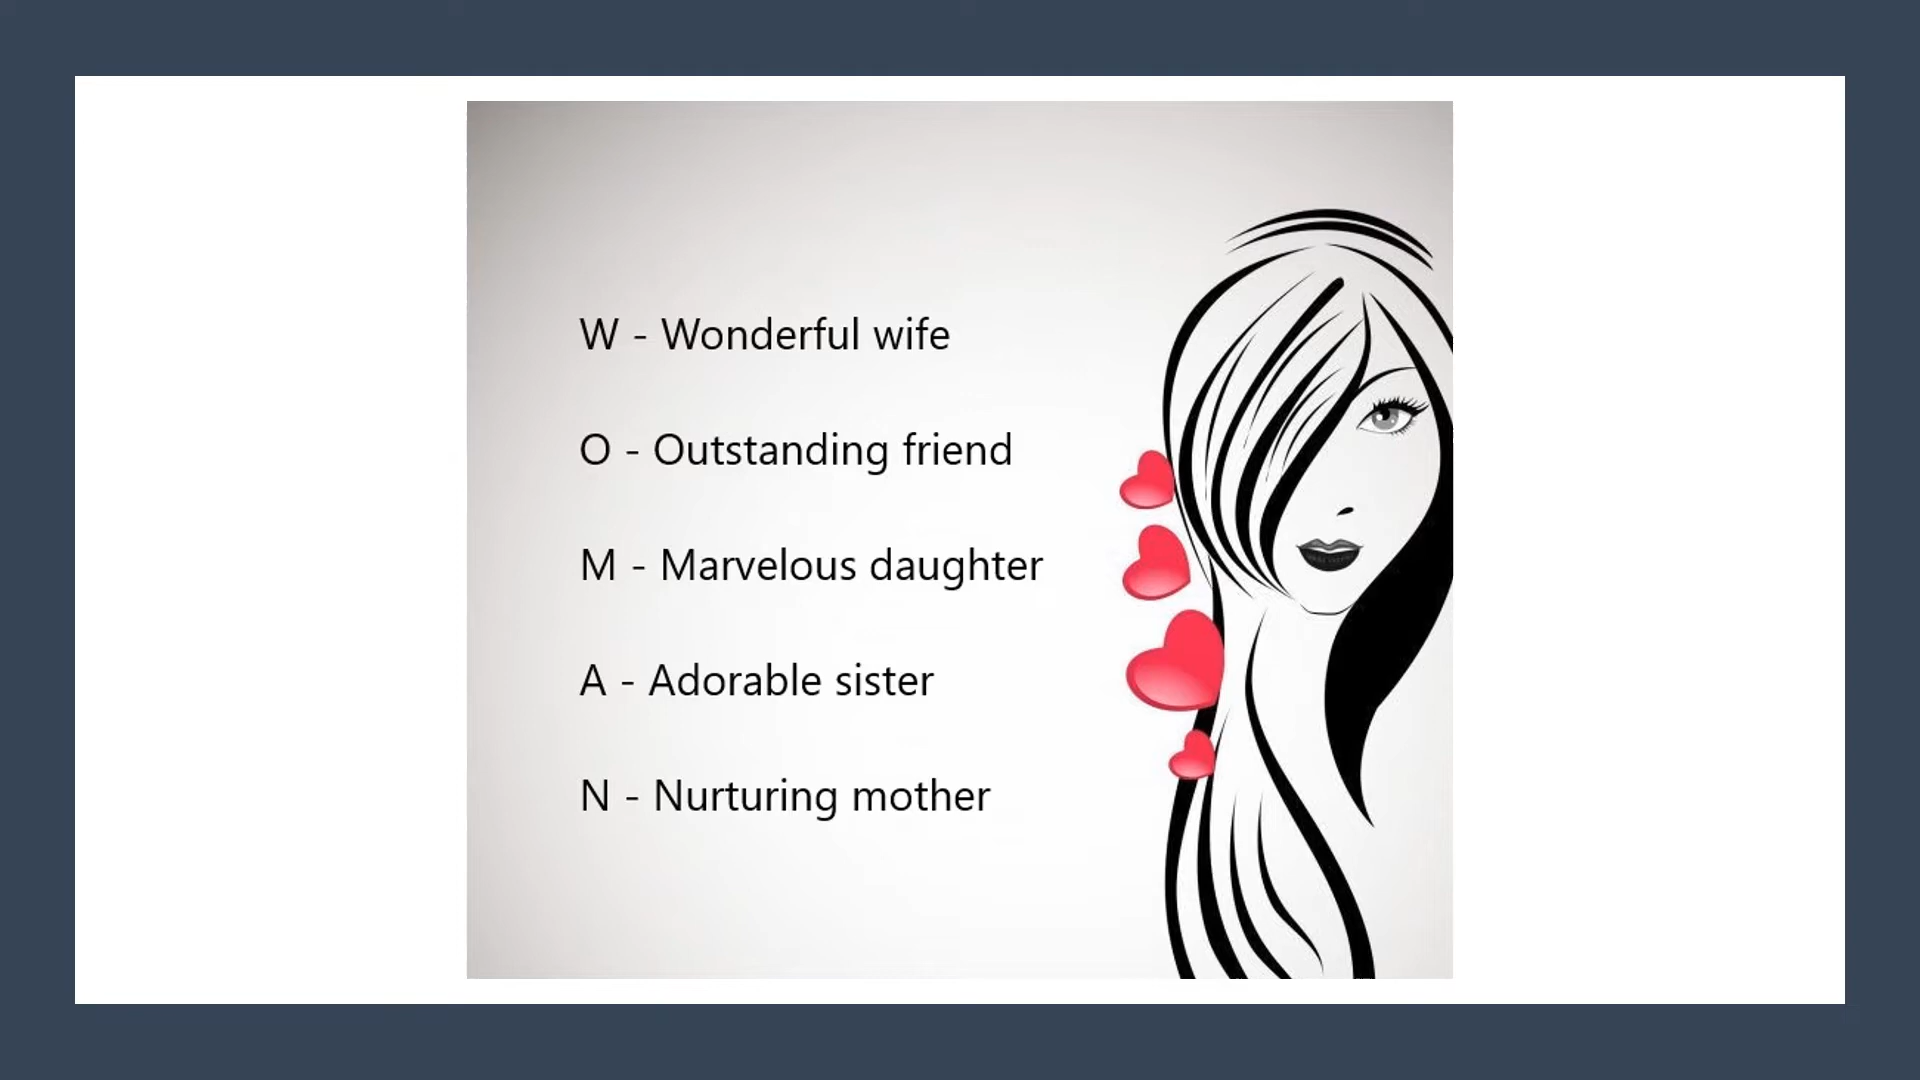 W - Wonderful wife
O - Outstanding friend
M - Marvelous daughter
A - Adorable sister
N - Nurturing mother